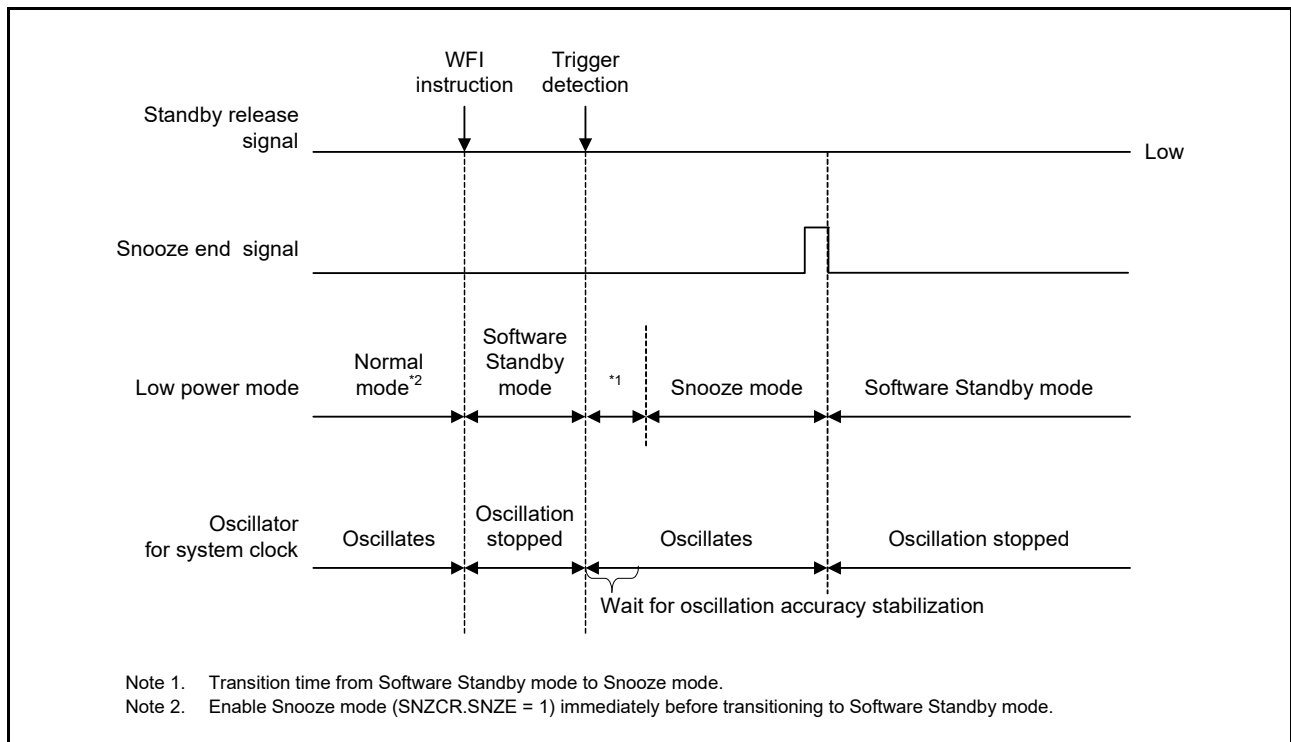 WFI
instruction
Trigger
detection
Standby release
signal
Low
Snooze end signal
Low power mode
Normal
mode*2
Software
Standby
mode
*1
Snooze mode
Software Standby mode
Oscillator
for system clock
Oscillates
Oscillation
stopped
Oscillates
Oscillation stopped
Wait for oscillation accuracy stabilization
Note 1. Transition time from Software Standby mode to Snooze mode.
Note 2. Enable Snooze mode (SNZCR.SNZE = 1) immediately before transitioning to Software Standby mode.